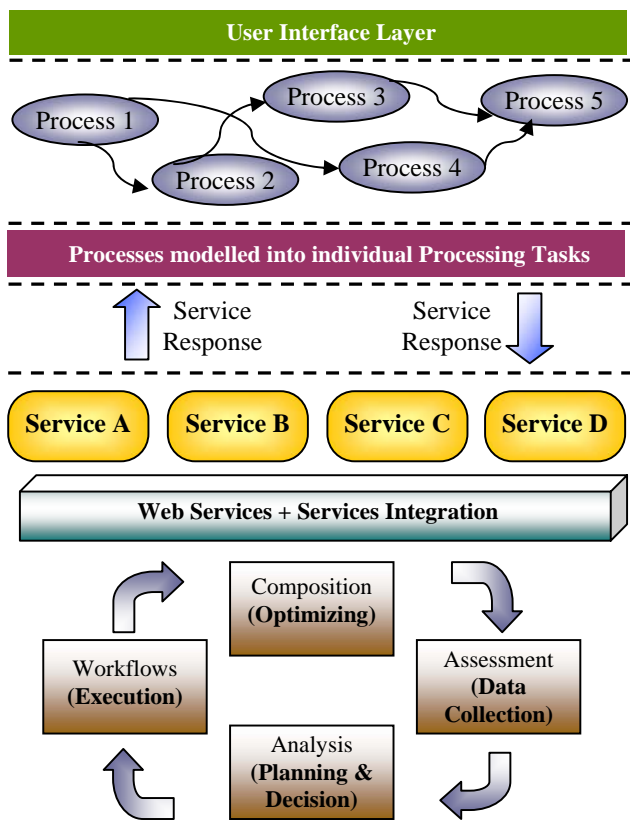 User Interface Layer
Process 3
Process 5
Process 1
Process 4
Process 2
Processes modelled into individual Processing Tasks
Service
Response
Service
Response
Service A
Service B
Service C
Service D
Web Services + Services Integration
Composition
(Optimizing)
Workflows
(Execution)
Assessment
(Data
Collection)
Analysis
(Planning &
Decision)